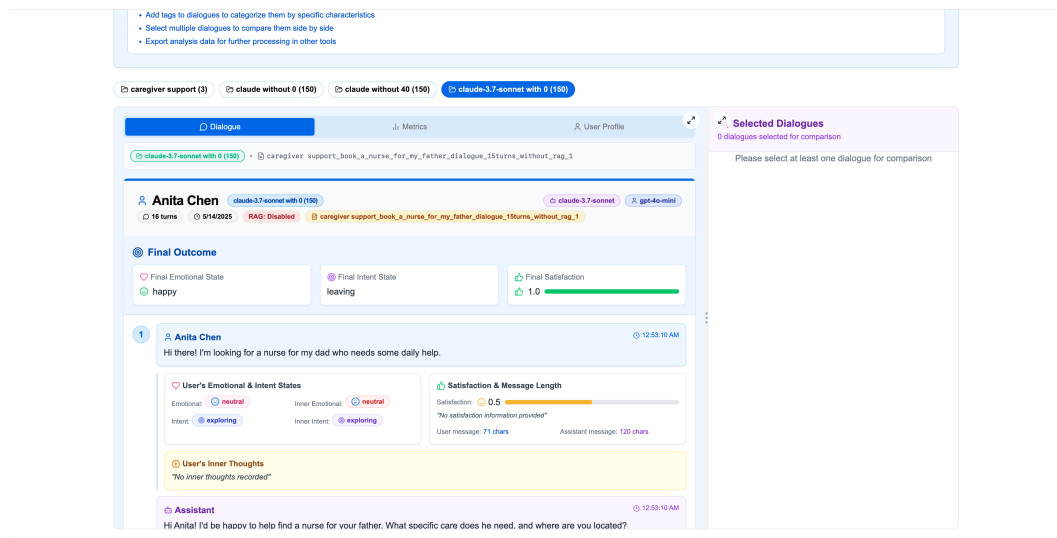 • Add tags to dialogues to categorize them by specific characteristics
• Select multiple dialogues to compare them side by side
• Export analysis data for further processing in other tools
caregiver support (3) claude without 0 (150) claude without 40 (150) claude-3.7-sonnet with 0 (150)
Dialogue Metrics User Profile
claude-3.7-sonnet with 0 (150) • caregiver support_book_a_nurse_for_my_father_dialogue_15turns_without_rag_1
Anita Chen claude-3.7-sonnet with 0 (150) claude-3.7-sonnet gpt-4o-mini
16 turns 5/14/2025 RAG: Disabled caregiver support_book_a_nurse_for_my_father_dialogue_15turns_without_rag_1
Final Outcome
Final Emotional State
happy
Final Intent State
leaving
Final Satisfaction
1.0
1
Anita Chen 12:53:10 AM
Hi there! I'm looking for a nurse for my dad who needs some daily help.
User's Emotional & Intent States
Emotional: neutral Inner Emotional: neutral
Intent: exploring Inner Intent: exploring
Satisfaction & Message Length
Satisfaction: 0.5
"No satisfaction information provided"
User message: 71 chars Assistant message: 120 chars
User's Inner Thoughts
"No inner thoughts recorded"
Assistant 12:53:10 AM
Hi Anita! I'd be happy to help find a nurse for your father. What specific care does he need, and where are you located?
Selected Dialogues
0 dialogues selected for comparison
Please select at least one dialogue for comparison